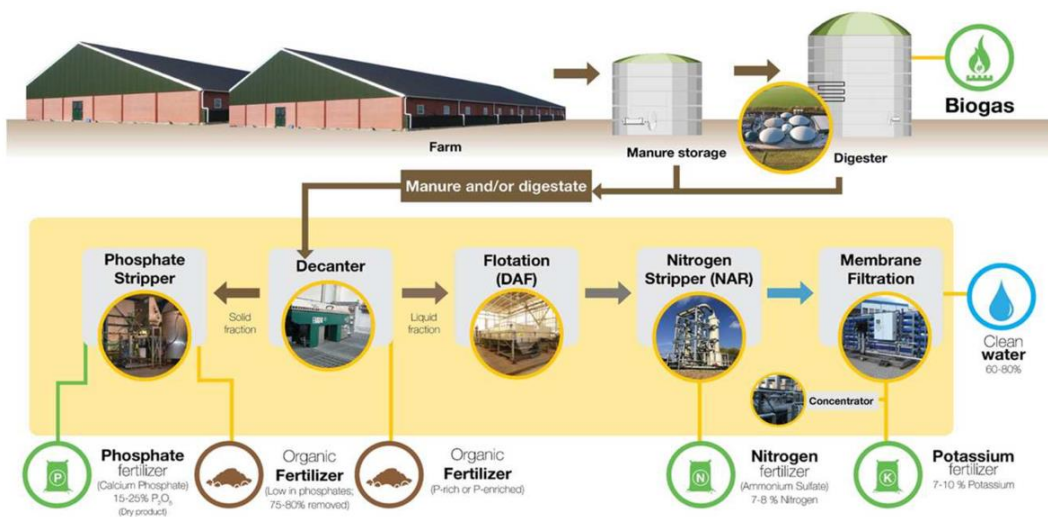 Biogas
Farm
Manure storage
Digester
Manure and/or digestate
Phosphate
Stripper
Decanter
Flotation
(DAF)
Nitrogen
Stripper (NAR)
Membrane
Filtration
Solid
fraction
Liquid
fraction
Clean
water
60-80%
Concentrator
P
Phosphate
fertilizer
(Calcium Phosphate)
15-25% P₂O₅
(Dry product)
Organic
Fertilizer
(Low in phosphates;
75-80% removed)
Organic
Fertilizer
(P-rich or P-enriched)
N
Nitrogen
fertilizer
(Ammonium Sulfate)
7-8 % Nitrogen
K
Potassium
fertilizer
7-10 % Potassium